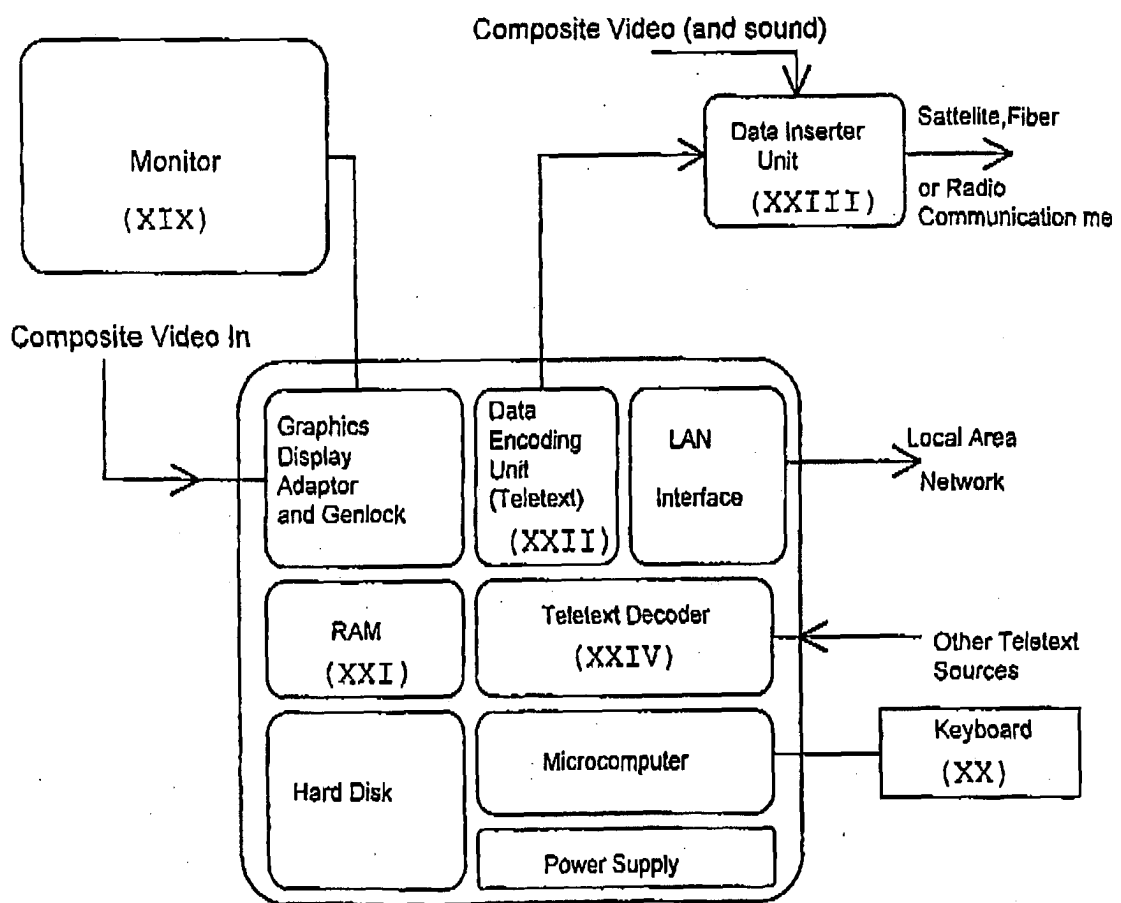 Composite Video (and sound)
Monitor
(XIX)
Data Inserter
Unit
(XXIII)
Sattelite,Fiber
or Radio
Communication me
Composite Video In
Graphics
Display
Adaptor
and Genlock
Data
Encoding
Unit
(Teletext)
(XXII)
LAN
Interface
Local Area
Network
RAM
(XXI)
Teletext Decoder
(XXIV)
Other Teletext
Sources
Hard Disk
Microcomputer
Keyboard
(XX)
Power Supply